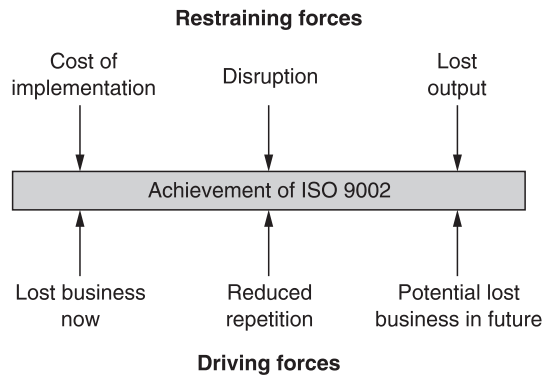 Restraining forces
Cost of
implementation
Disruption
Lost
output
Achievement of ISO 9002
Lost business
now
Reduced
repetition
Potential lost
business in future
Driving forces